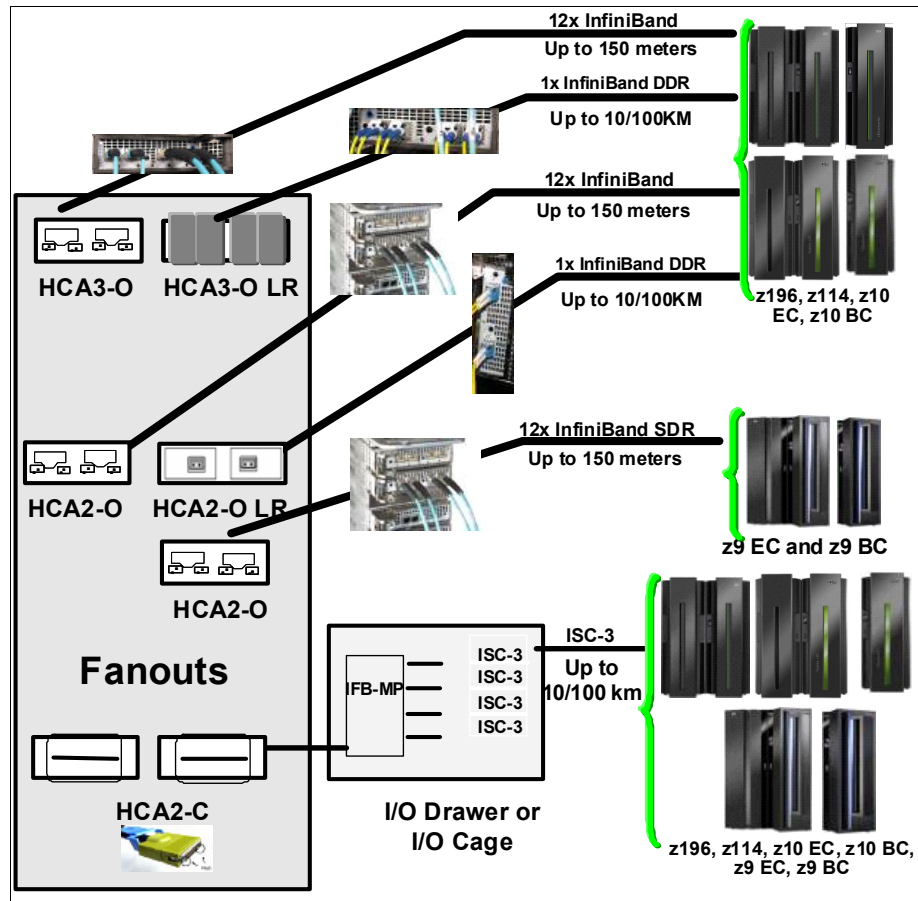 12x InfiniBand
Up to 150 meters
1x InfiniBand DDR
Up to 10/100KM
12x InfiniBand
Up to 150 meters
1x InfiniBand DDR
Up to 10/100KM
z196, z114, z10
EC, z10 BC
HCA3-O
HCA3-O LR
HCA2-O
HCA2-O LR
12x InfiniBand SDR
Up to 150 meters
z9 EC and z9 BC
HCA2-O
Fanouts
IFB-MP
ISC-3
ISC-3
ISC-3
ISC-3
ISC-3
Up to
10/100 km
HCA2-C
I/O Drawer or
I/O Cage
z196, z114, z10 EC, z10 BC,
z9 EC, z9 BC